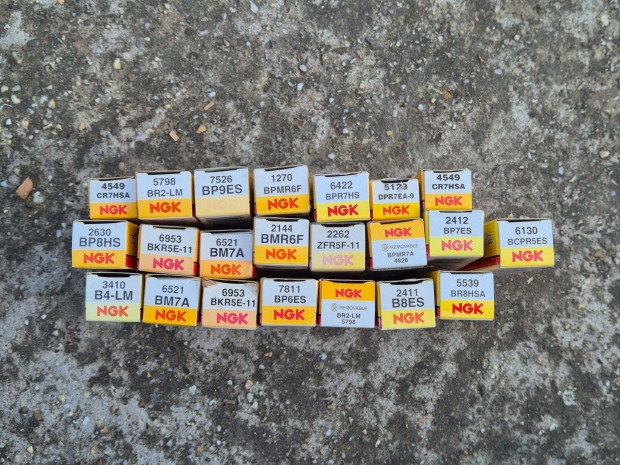 4549
CR7HSA
NGK
5798
BR2-LM
NGK
7526
BP9ES
NGK
1270
BPMR6F
NGK
6422
BPR7HS
NGK
5129
DPR7EA-9
NGK
4549
CR7HSA
NGK
2630
BP8HS
NGK
6953
BKR5E-11
NGK
6521
BM7A
NGK
2144
BMR6F
NGK
2262
ZFR5F-11
NGK
NGK
REMOVABLE
BPMR7A
4626
2412
BP7ES
NGK
6130
BCPR5ES
NGK
3410
B4-LM
NGK
6521
BM7A
NGK
6953
BKR5E-11
NGK
7811
BP6ES
NGK
NGK
REMOVABLE
BR2-LM
5798
2411
B8ES
NGK
5539
BR8HSA
NGK